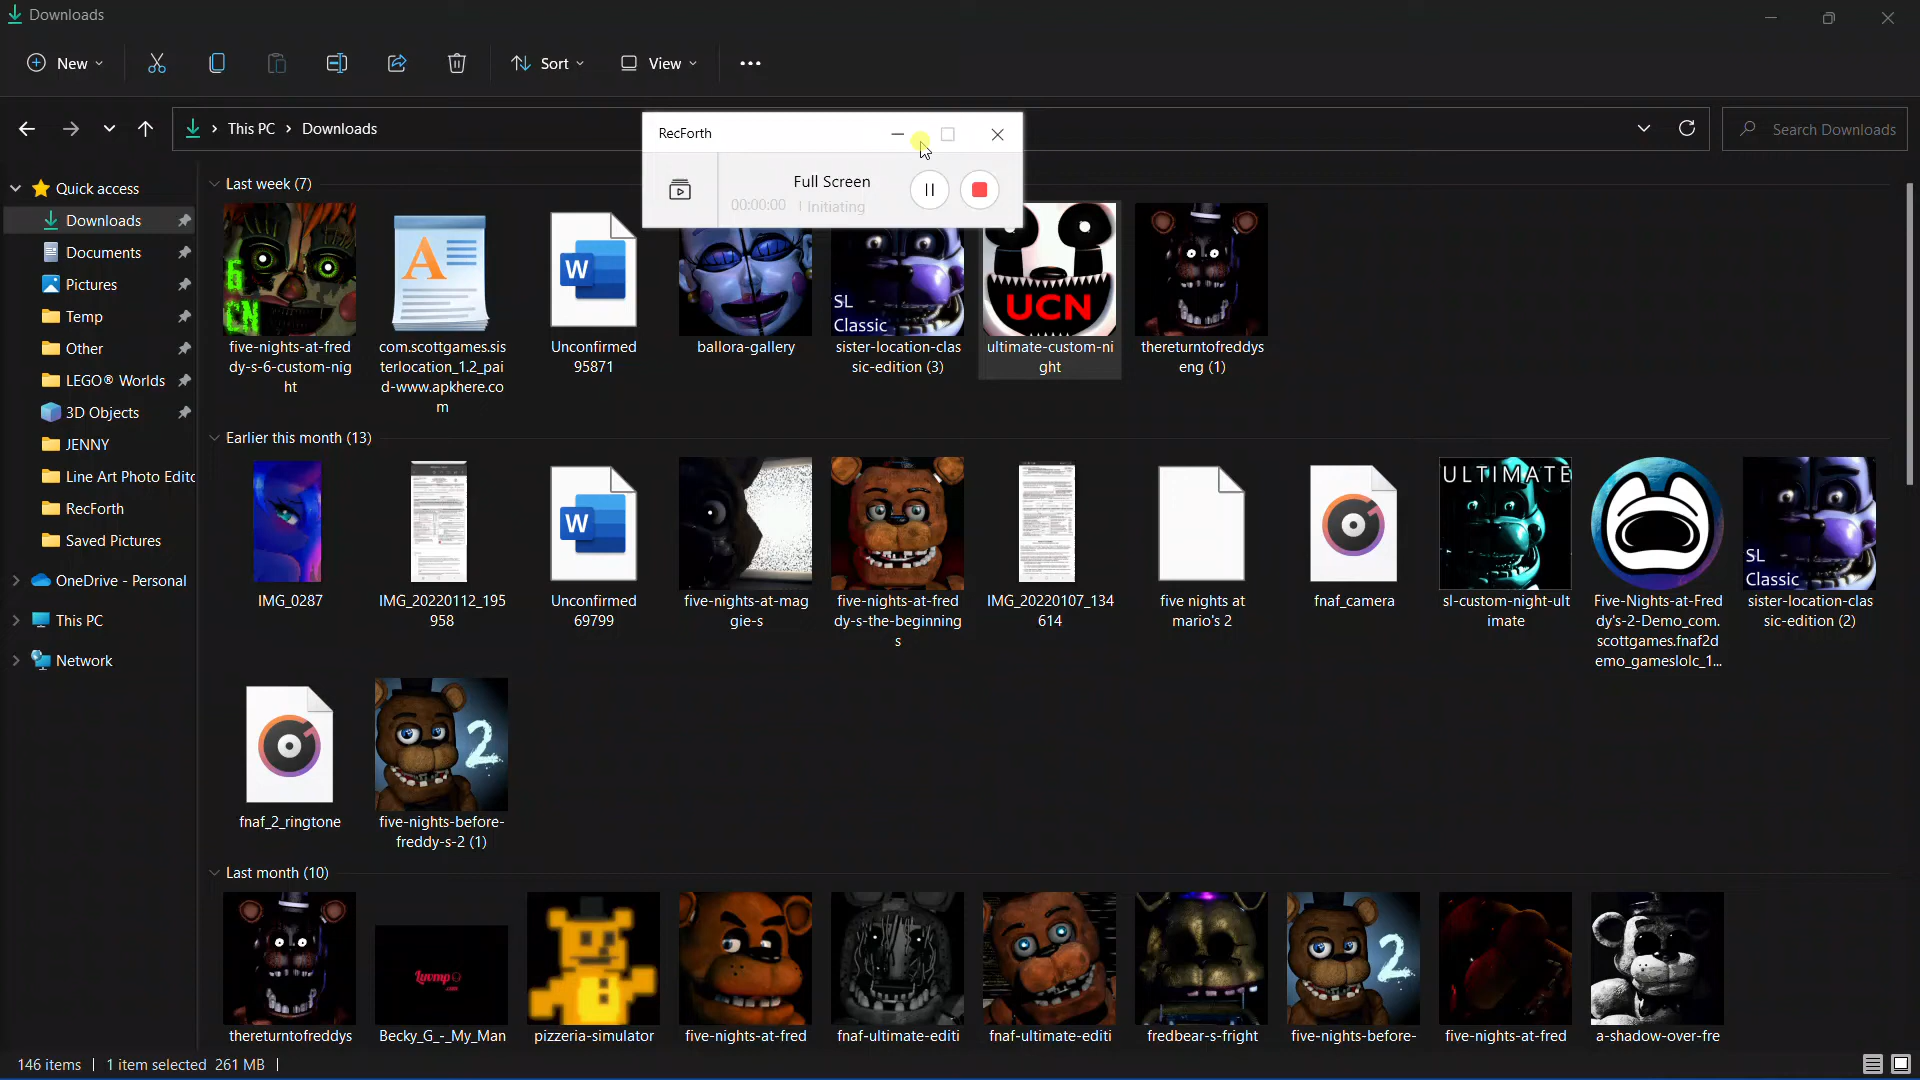 Downloads
New
Sort
View
This PC > Downloads
Search Downloads
RecForth
Full Screen
00:00:00 | Initiating
Quick access
Downloads
Documents
Pictures
Temp
Other
LEGO® Worlds
3D Objects
JENNY
Line Art Photo Edito
RecForth
Saved Pictures
OneDrive - Personal
This PC
Network
Last week (7)
6
CN
five-nights-at-fred
dy-s-6-custom-nig
ht
A
com.scottgames.sis
terlocation_1.2_pai
d-www.apkhere.co
m
W
Unconfirmed
95871
ballora-gallery
SL
Classic
sister-location-clas
sic-edition (3)
UCN
ultimate-custom-ni
ght
thereturntofreddys
eng (1)
Earlier this month (13)
IMG_0287
IMG_20220112_195
958
W
Unconfirmed
69799
five-nights-at-mag
gie-s
five-nights-at-fred
dy-s-the-beginning
s
IMG_20220107_134
614
five nights at
mario's 2
fnaf_camera
ULTIMATE
sl-custom-night-ult
imate
Five-Nights-at-Fred
dy's-2-Demo_com.
scottgames.fnaf2d
emo_gameslolc_1...
SL
Classic
sister-location-clas
sic-edition (2)
fnaf_2_ringtone
2
five-nights-before-
freddy-s-2 (1)
Last month (10)
thereturntofreddys
Luvmp
.com
Becky_G_-_My_Man
pizzeria-simulator
five-nights-at-fred
fnaf-ultimate-editi
fnaf-ultimate-editi
fredbear-s-fright
2
five-nights-before-
five-nights-at-fred
a-shadow-over-fre
146 items
1 item selected 261 MB